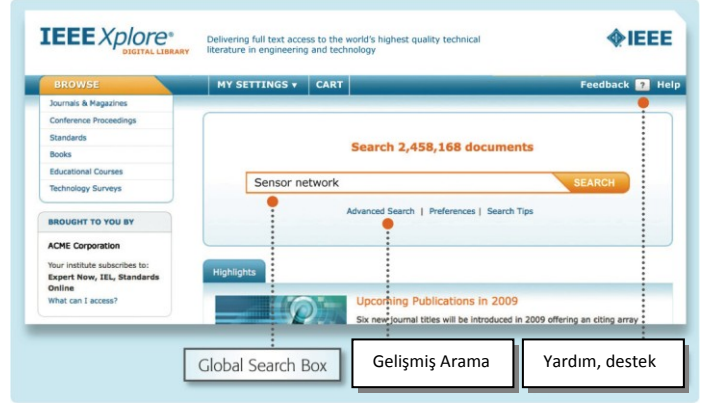 IEEE Xplore®
DIGITAL LIBRARY
Delivering full text access to the world's highest quality technical
literature in engineering and technology
IEEE
BROWSE
MY SETTINGS ▾ CART
Feedback ? Help
Journals & Magazines
Conference Proceedings
Standards
Books
Educational Courses
Technology Surveys
Search 2,458,168 documents
Sensor network
SEARCH
Advanced Search | Preferences | Search Tips
BROUGHT TO YOU BY
ACME Corporation
Your institute subscribes to:
Expert Now, IEL, Standards
Online
What can I access?
Highlights
Upcoming Publications in 2009
Six new journal titles will be introduced in 2009 offering an citing array
Global Search Box
Gelişmiş Arama
Yardım, destek